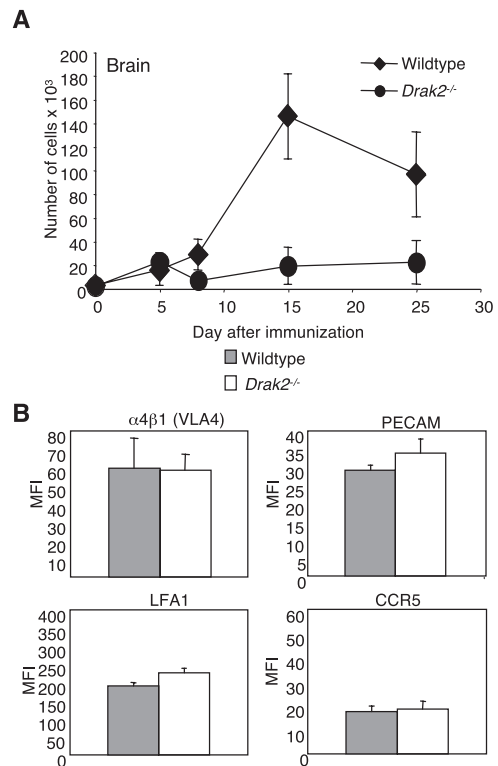 A
Brain
Wildtype
Drak2-/-
Number of cells x 10³
200
180
160
140
120
100
80
60
40
20
0
0 5 10 15 20 25 30
Day after immunization
Wildtype
Drak2-/-
B
α4β1 (VLA4)
MFI
80
70
60
50
40
30
20
10
PECAM
MFI
40
35
30
25
20
15
10
5
0
LFA1
MFI
400
350
300
250
200
150
100
50
0
CCR5
MFI
60
50
40
30
20
10
0